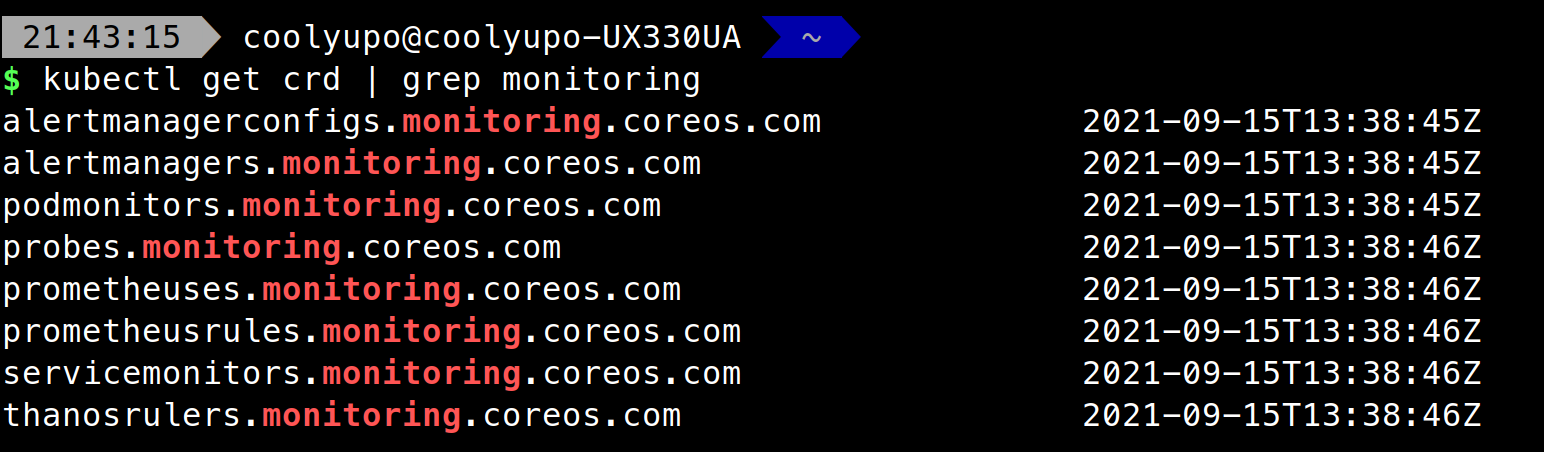 21:43:15 coolyupo@coolyupo-UX330UA ~
$ kubectl get crd | grep monitoring
alertmanagerconfigs.monitoring.coreos.com 2021-09-15T13:38:45Z
alertmanagers.monitoring.coreos.com 2021-09-15T13:38:45Z
podmonitors.monitoring.coreos.com 2021-09-15T13:38:45Z
probes.monitoring.coreos.com 2021-09-15T13:38:46Z
prometheuses.monitoring.coreos.com 2021-09-15T13:38:46Z
prometheusrules.monitoring.coreos.com 2021-09-15T13:38:46Z
servicemonitors.monitoring.coreos.com 2021-09-15T13:38:46Z
thanosrulers.monitoring.coreos.com 2021-09-15T13:38:46Z